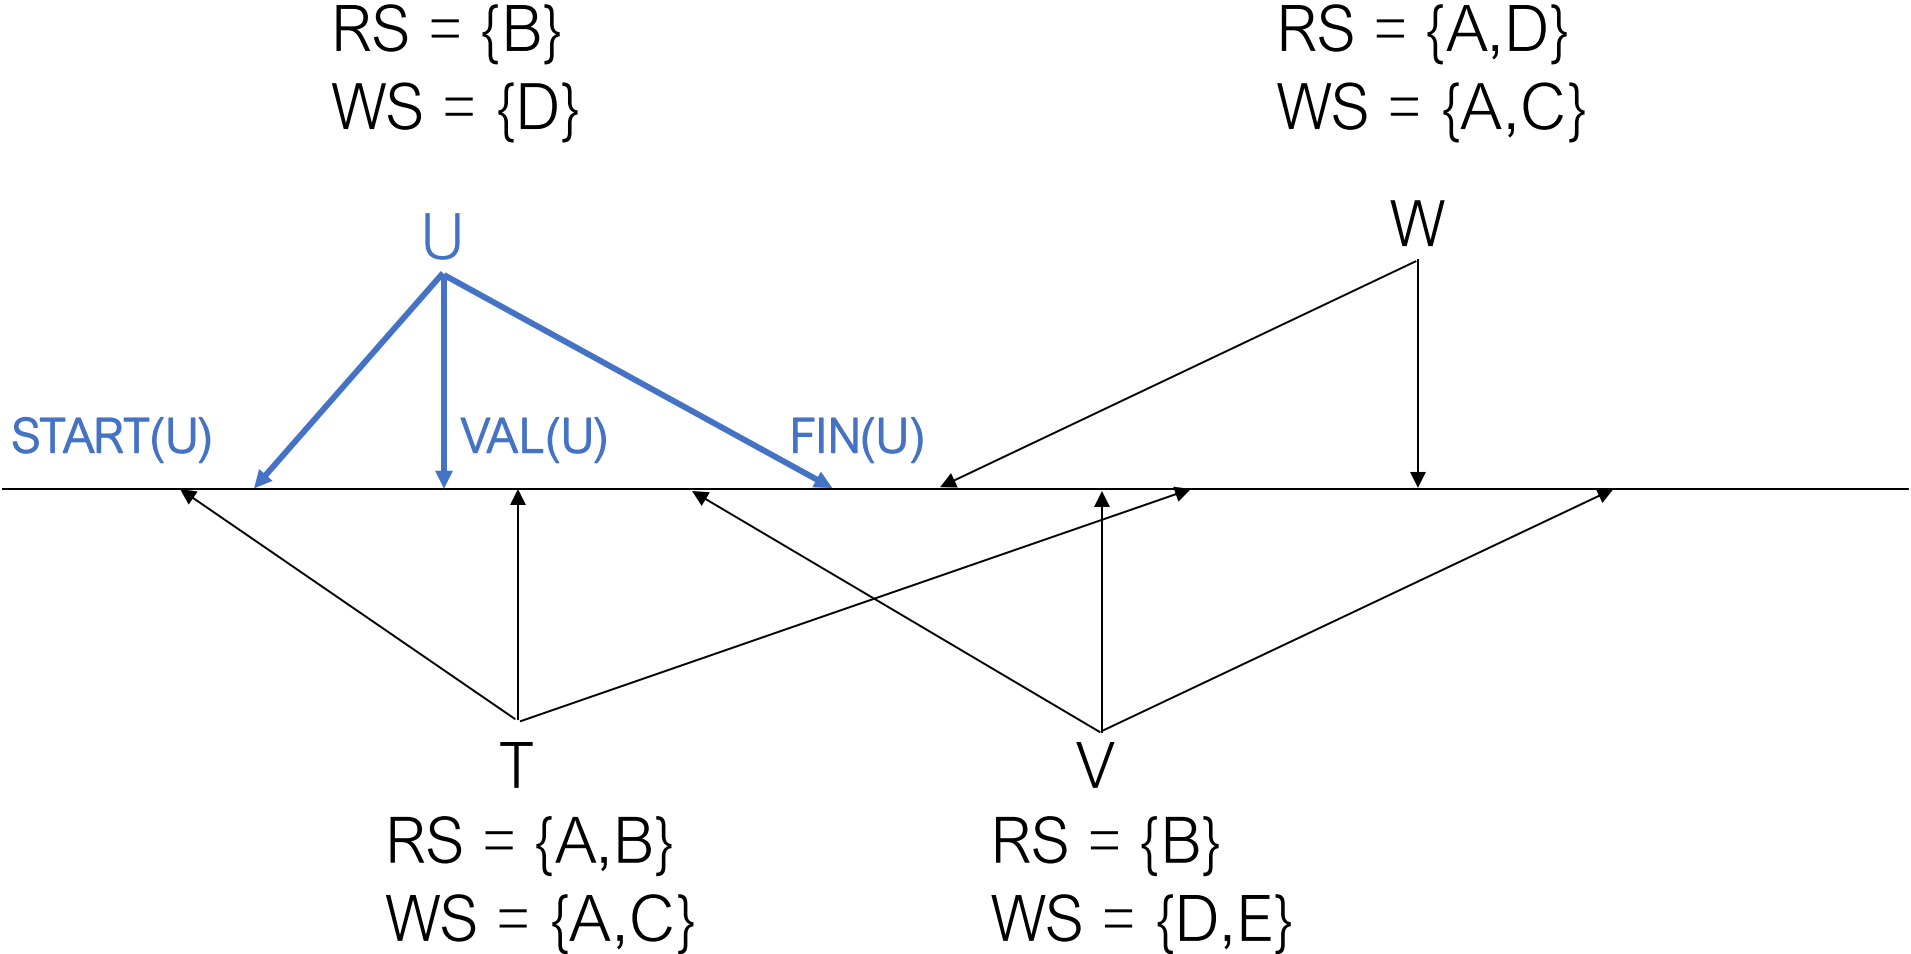 RS = {B}
WS = {D}
RS = {A,D}
WS = {A,C}
U
W
START(U)
VAL(U)
FIN(U)
T
RS = {A,B}
WS = {A,C}
V
RS = {B}
WS = {D,E}